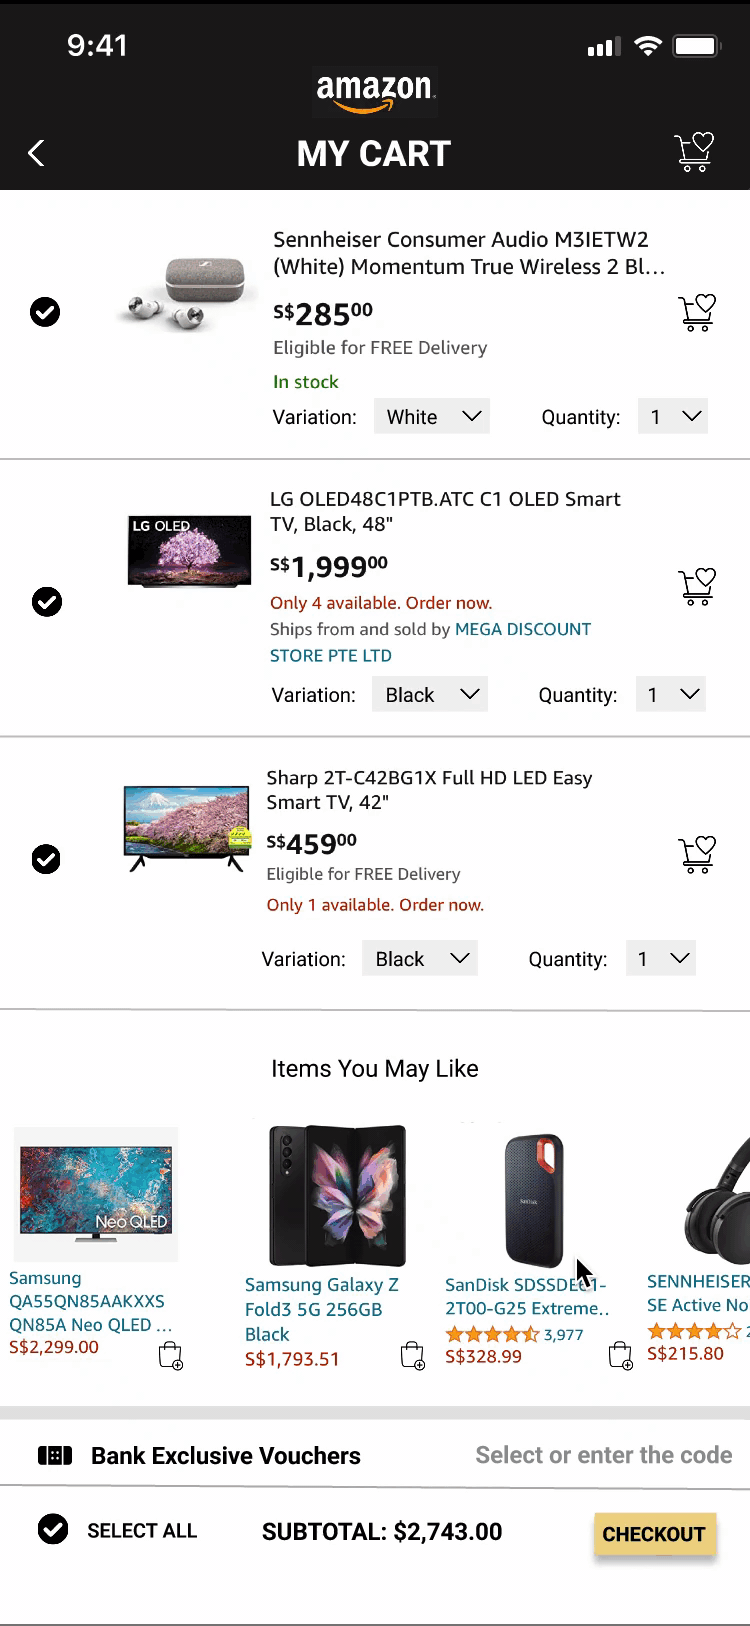 9:41
amazon
MY CART
Sennheiser Consumer Audio M3IETW2
(White) Momentum True Wireless 2 Bl...
S$285⁰⁰
Eligible for FREE Delivery
In stock
Variation: White Quantity: 1
LG OLED
LG OLED48C1PTB.ATC C1 OLED Smart
TV, Black, 48"
S$1,999⁰⁰
Only 4 available. Order now.
Ships from and sold by MEGA DISCOUNT
STORE PTE LTD
Variation: Black Quantity: 1
Sharp 2T-C42BG1X Full HD LED Easy
Smart TV, 42"
S$459⁰⁰
Eligible for FREE Delivery
Only 1 available. Order now.
Variation: Black Quantity: 1
Items You May Like
Neo QLED
Samsung
QA55QN85AAKXXS
QN85A Neo QLED ...
S$2,299.00
Samsung Galaxy Z
Fold3 5G 256GB
Black
S$1,793.51
SanDisk
SanDisk SDSSDE61-
2T00-G25 Extreme..
3,977
S$328.99
SENNHEISER
SE Active No
S$215.80
Bank Exclusive Vouchers Select or enter the code
SELECT ALL SUBTOTAL: $2,743.00 CHECKOUT